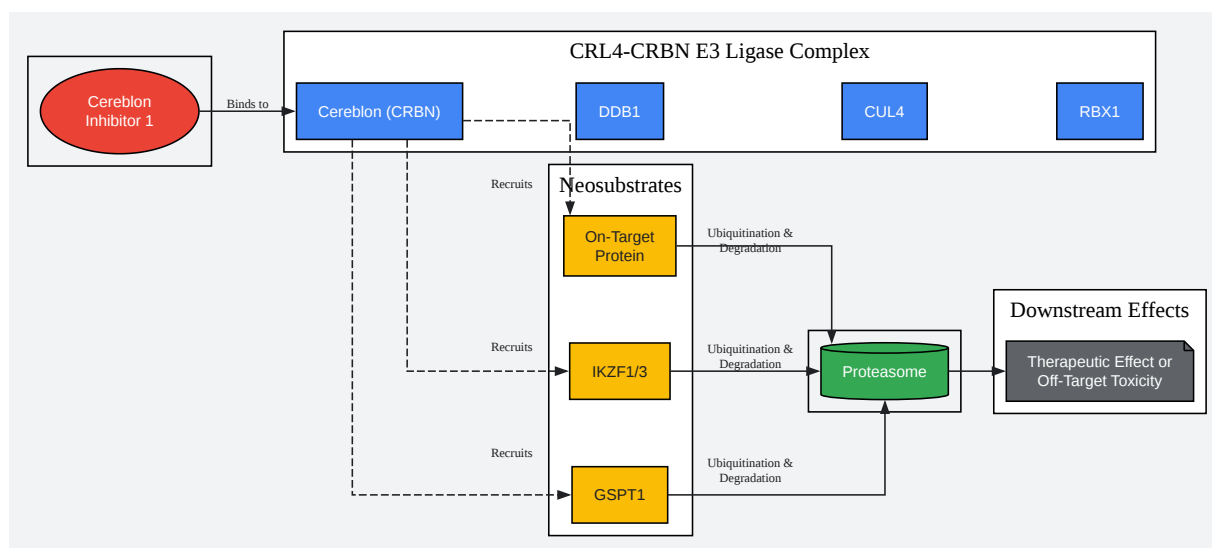 CRL4-CRBN E3 Ligase Complex
Cereblon
Inhibitor 1
Binds to
Cereblon (CRBN)
DDB1
CUL4
RBX1
Recruits
Neosubstrates
On-Target
Protein
Ubiquitination &
Degradation
Recruits
IKZF1/3
Ubiquitination &
Degradation
Proteasome
Downstream Effects
Therapeutic Effect or
Off-Target Toxicity
Recruits
GSPT1
Ubiquitination &
Degradation